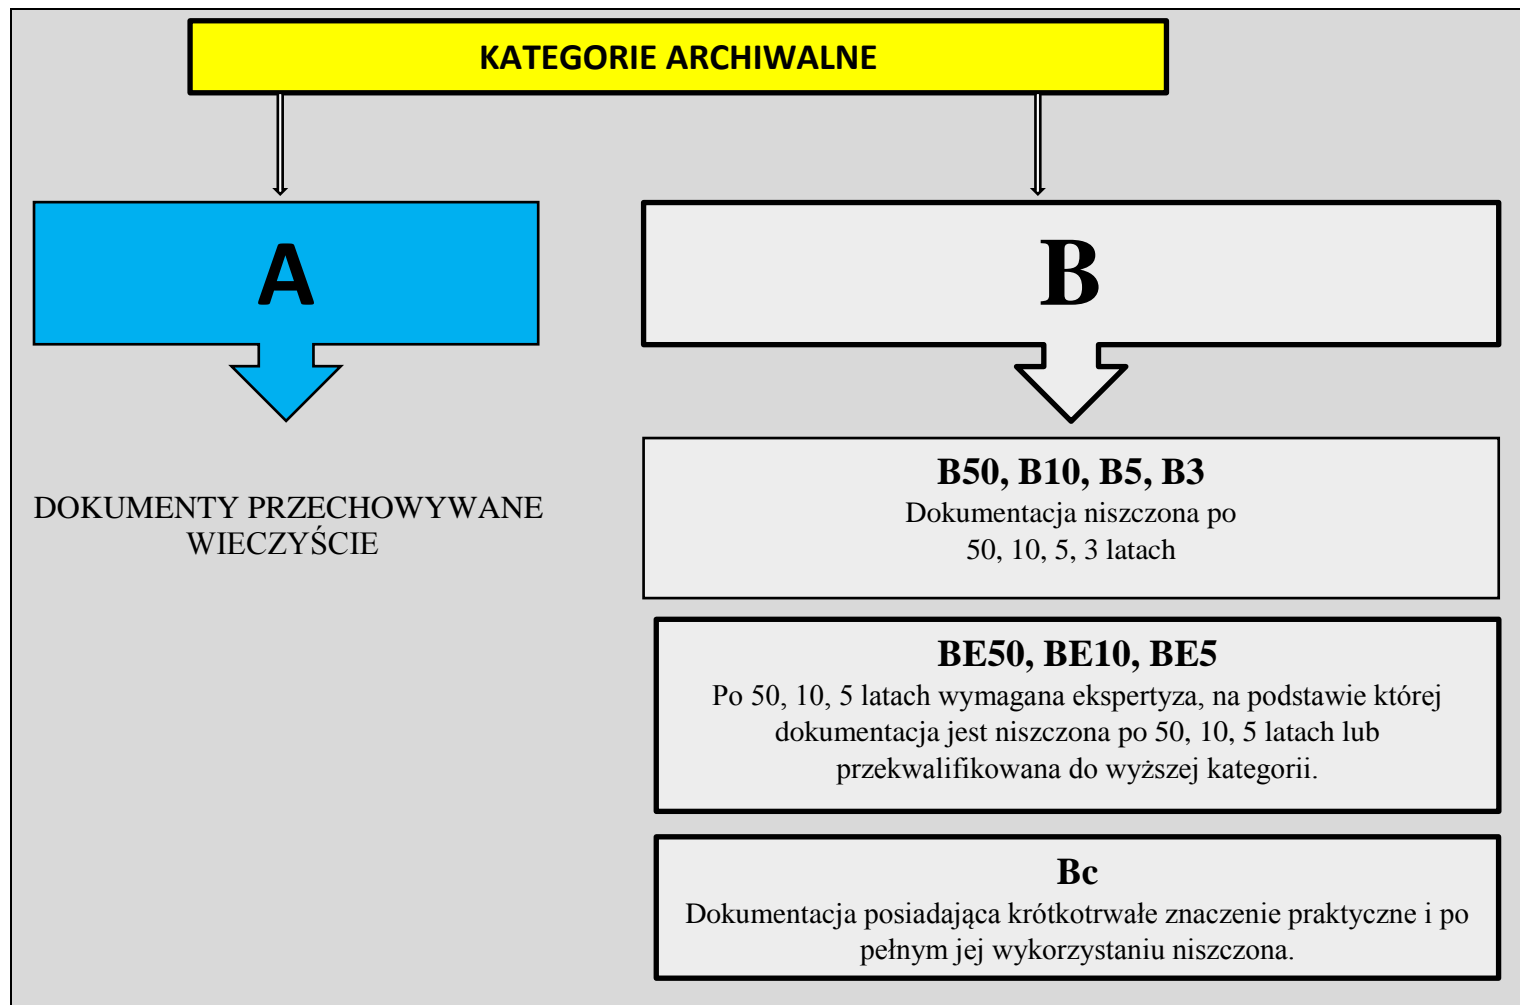 KATEGORIE ARCHIWALNE
A
DOKUMENTY PRZECHOWYWANE
WIECZYŚCIE
B
B50, B10, B5, B3
Dokumentacja niszczona po
50, 10, 5, 3 latach
BE50, BE10, BE5
Po 50, 10, 5 latach wymagana ekspertyza, na podstawie której
dokumentacja jest niszczona po 50, 10, 5 latach lub
przekwalifikowana do wyższej kategorii.
Bc
Dokumentacja posiadająca krótkotrwałe znaczenie praktyczne i po
pełnym jej wykorzystaniu niszczona.